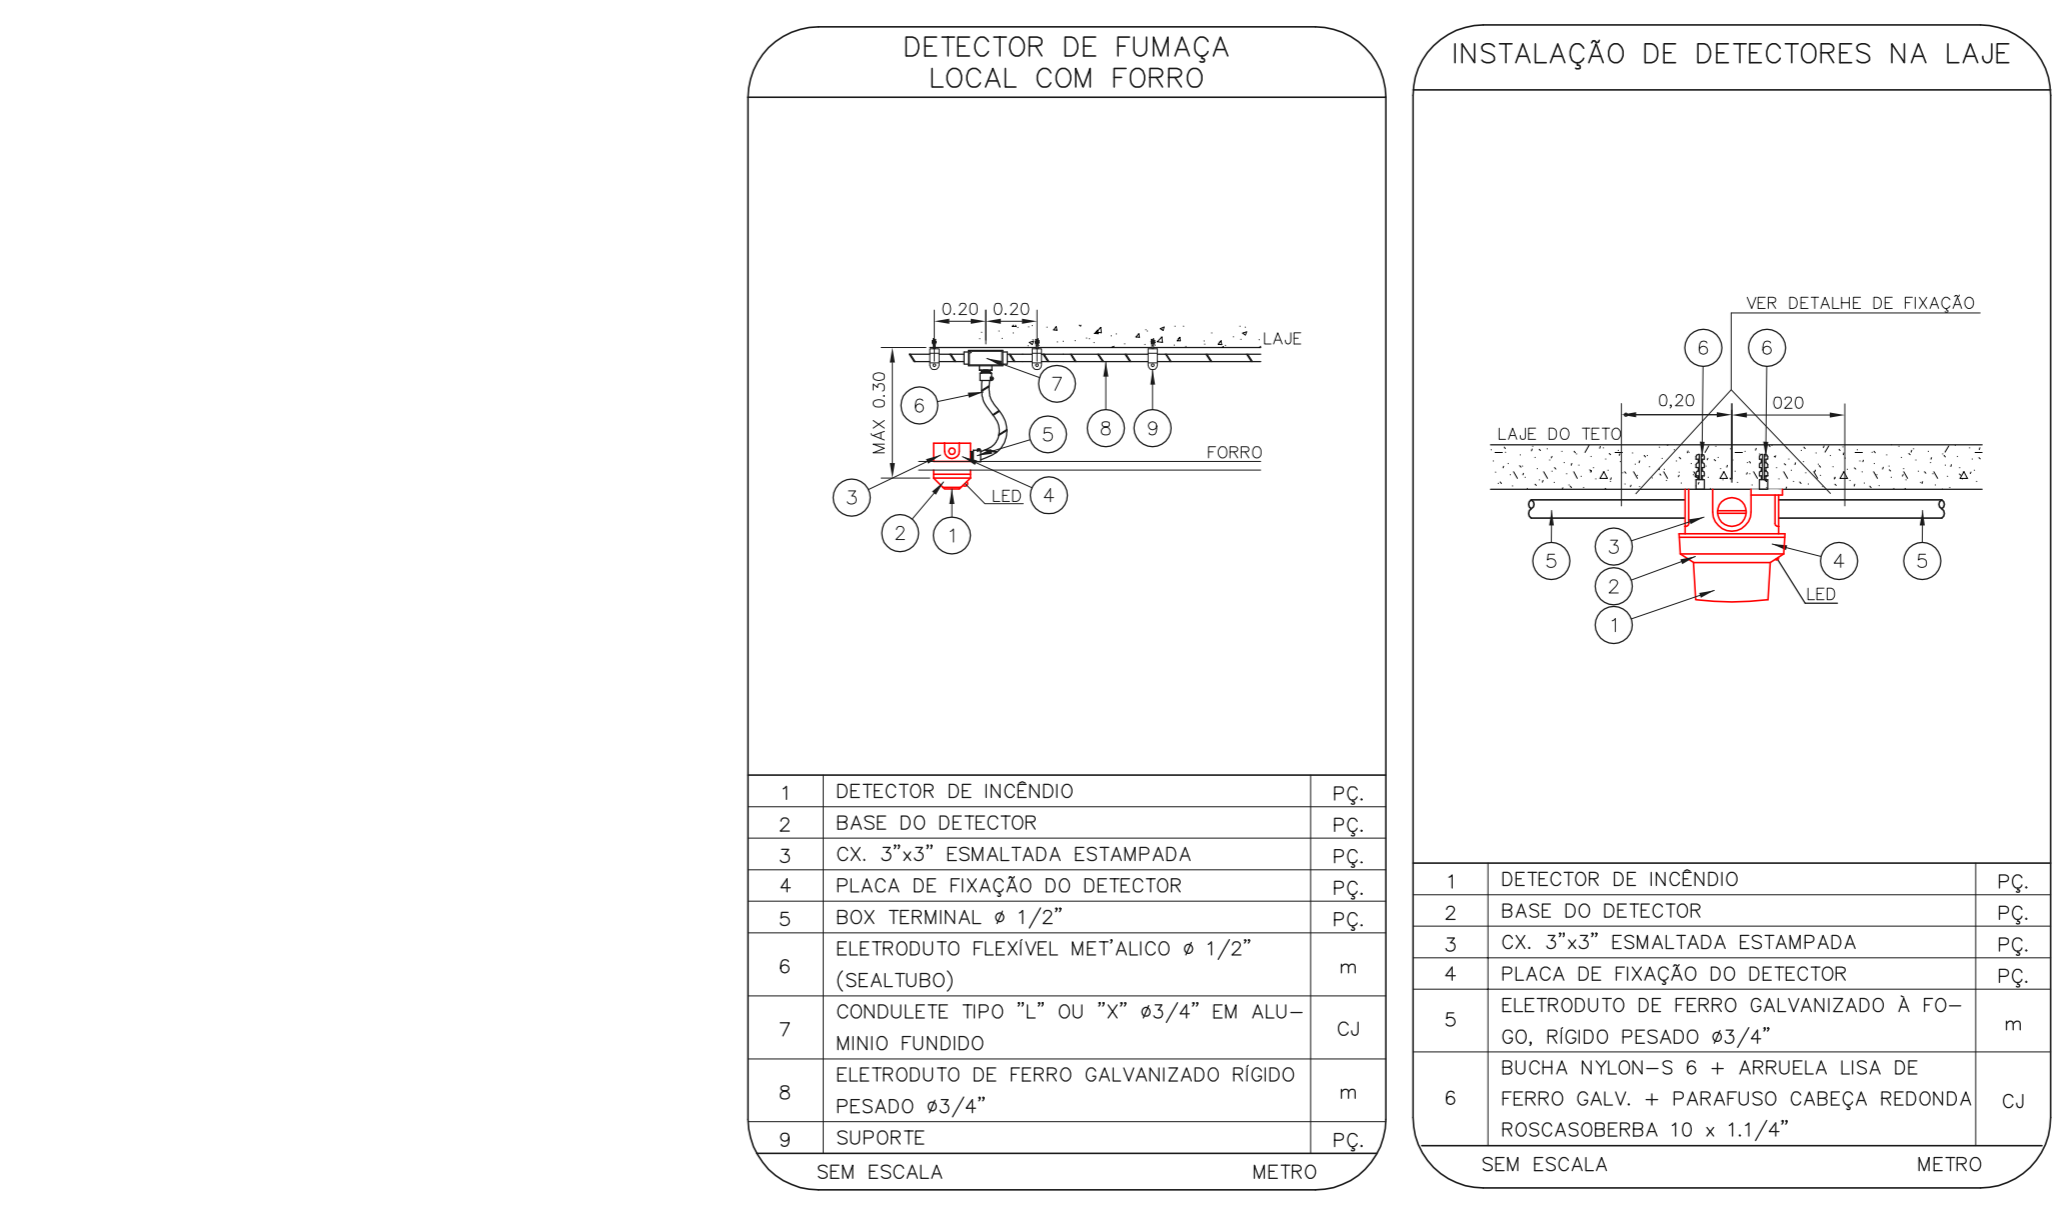 DETECTOR DE FUMAÇA
LOCAL COM FORRO
0.20 0.20
LAJE
MÁX 0.30
7
6
5
8
9
FORRO
3
LED
4
2
1
1 DETECTOR DE INCÊNDIO PÇ.
2 BASE DO DETECTOR PÇ.
3 CX. 3"x3" ESMALTADA ESTAMPADA PÇ.
4 PLACA DE FIXAÇÃO DO DETECTOR PÇ.
5 BOX TERMINAL ø 1/2" PÇ.
6 ELETRODUTO FLEXÍVEL MET'ALICO ø 1/2"
(SEALTUBO) m
7 CONDULETE TIPO "L" OU "X" ø3/4" EM ALU-
MINIO FUNDIDO CJ
8 ELETRODUTO DE FERRO GALVANIZADO RÍGIDO
PESADO ø3/4" m
9 SUPORTE PÇ.
SEM ESCALA METRO
INSTALAÇÃO DE DETECTORES NA LAJE
VER DETALHE DE FIXAÇÃO
6 6
0,20 020
LAJE DO TETO
3
5
4
5
2
LED
1
1 DETECTOR DE INCÊNDIO PÇ.
2 BASE DO DETECTOR PÇ.
3 CX. 3"x3" ESMALTADA ESTAMPADA PÇ.
4 PLACA DE FIXAÇÃO DO DETECTOR PÇ.
5 ELETRODUTO DE FERRO GALVANIZADO À FO-
GO, RÍGIDO PESADO ø3/4" m
BUCHA NYLON-S 6 + ARRUELA LISA DE
6 FERRO GALV. + PARAFUSO CABEÇA REDONDA CJ
ROSCASOBERBA 10 x 1.1/4"
SEM ESCALA METRO